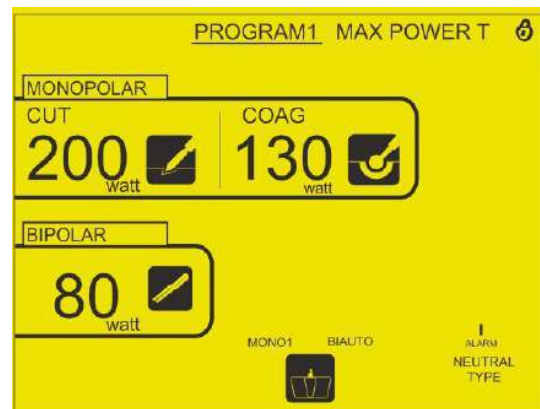 PROGRAM1 MAX POWER T
MONOPOLAR
CUT COAG
200 watt 130 watt
BIPOLAR
80 watt
MONO1 BIAUTO
ALARM
NEUTRAL
TYPE